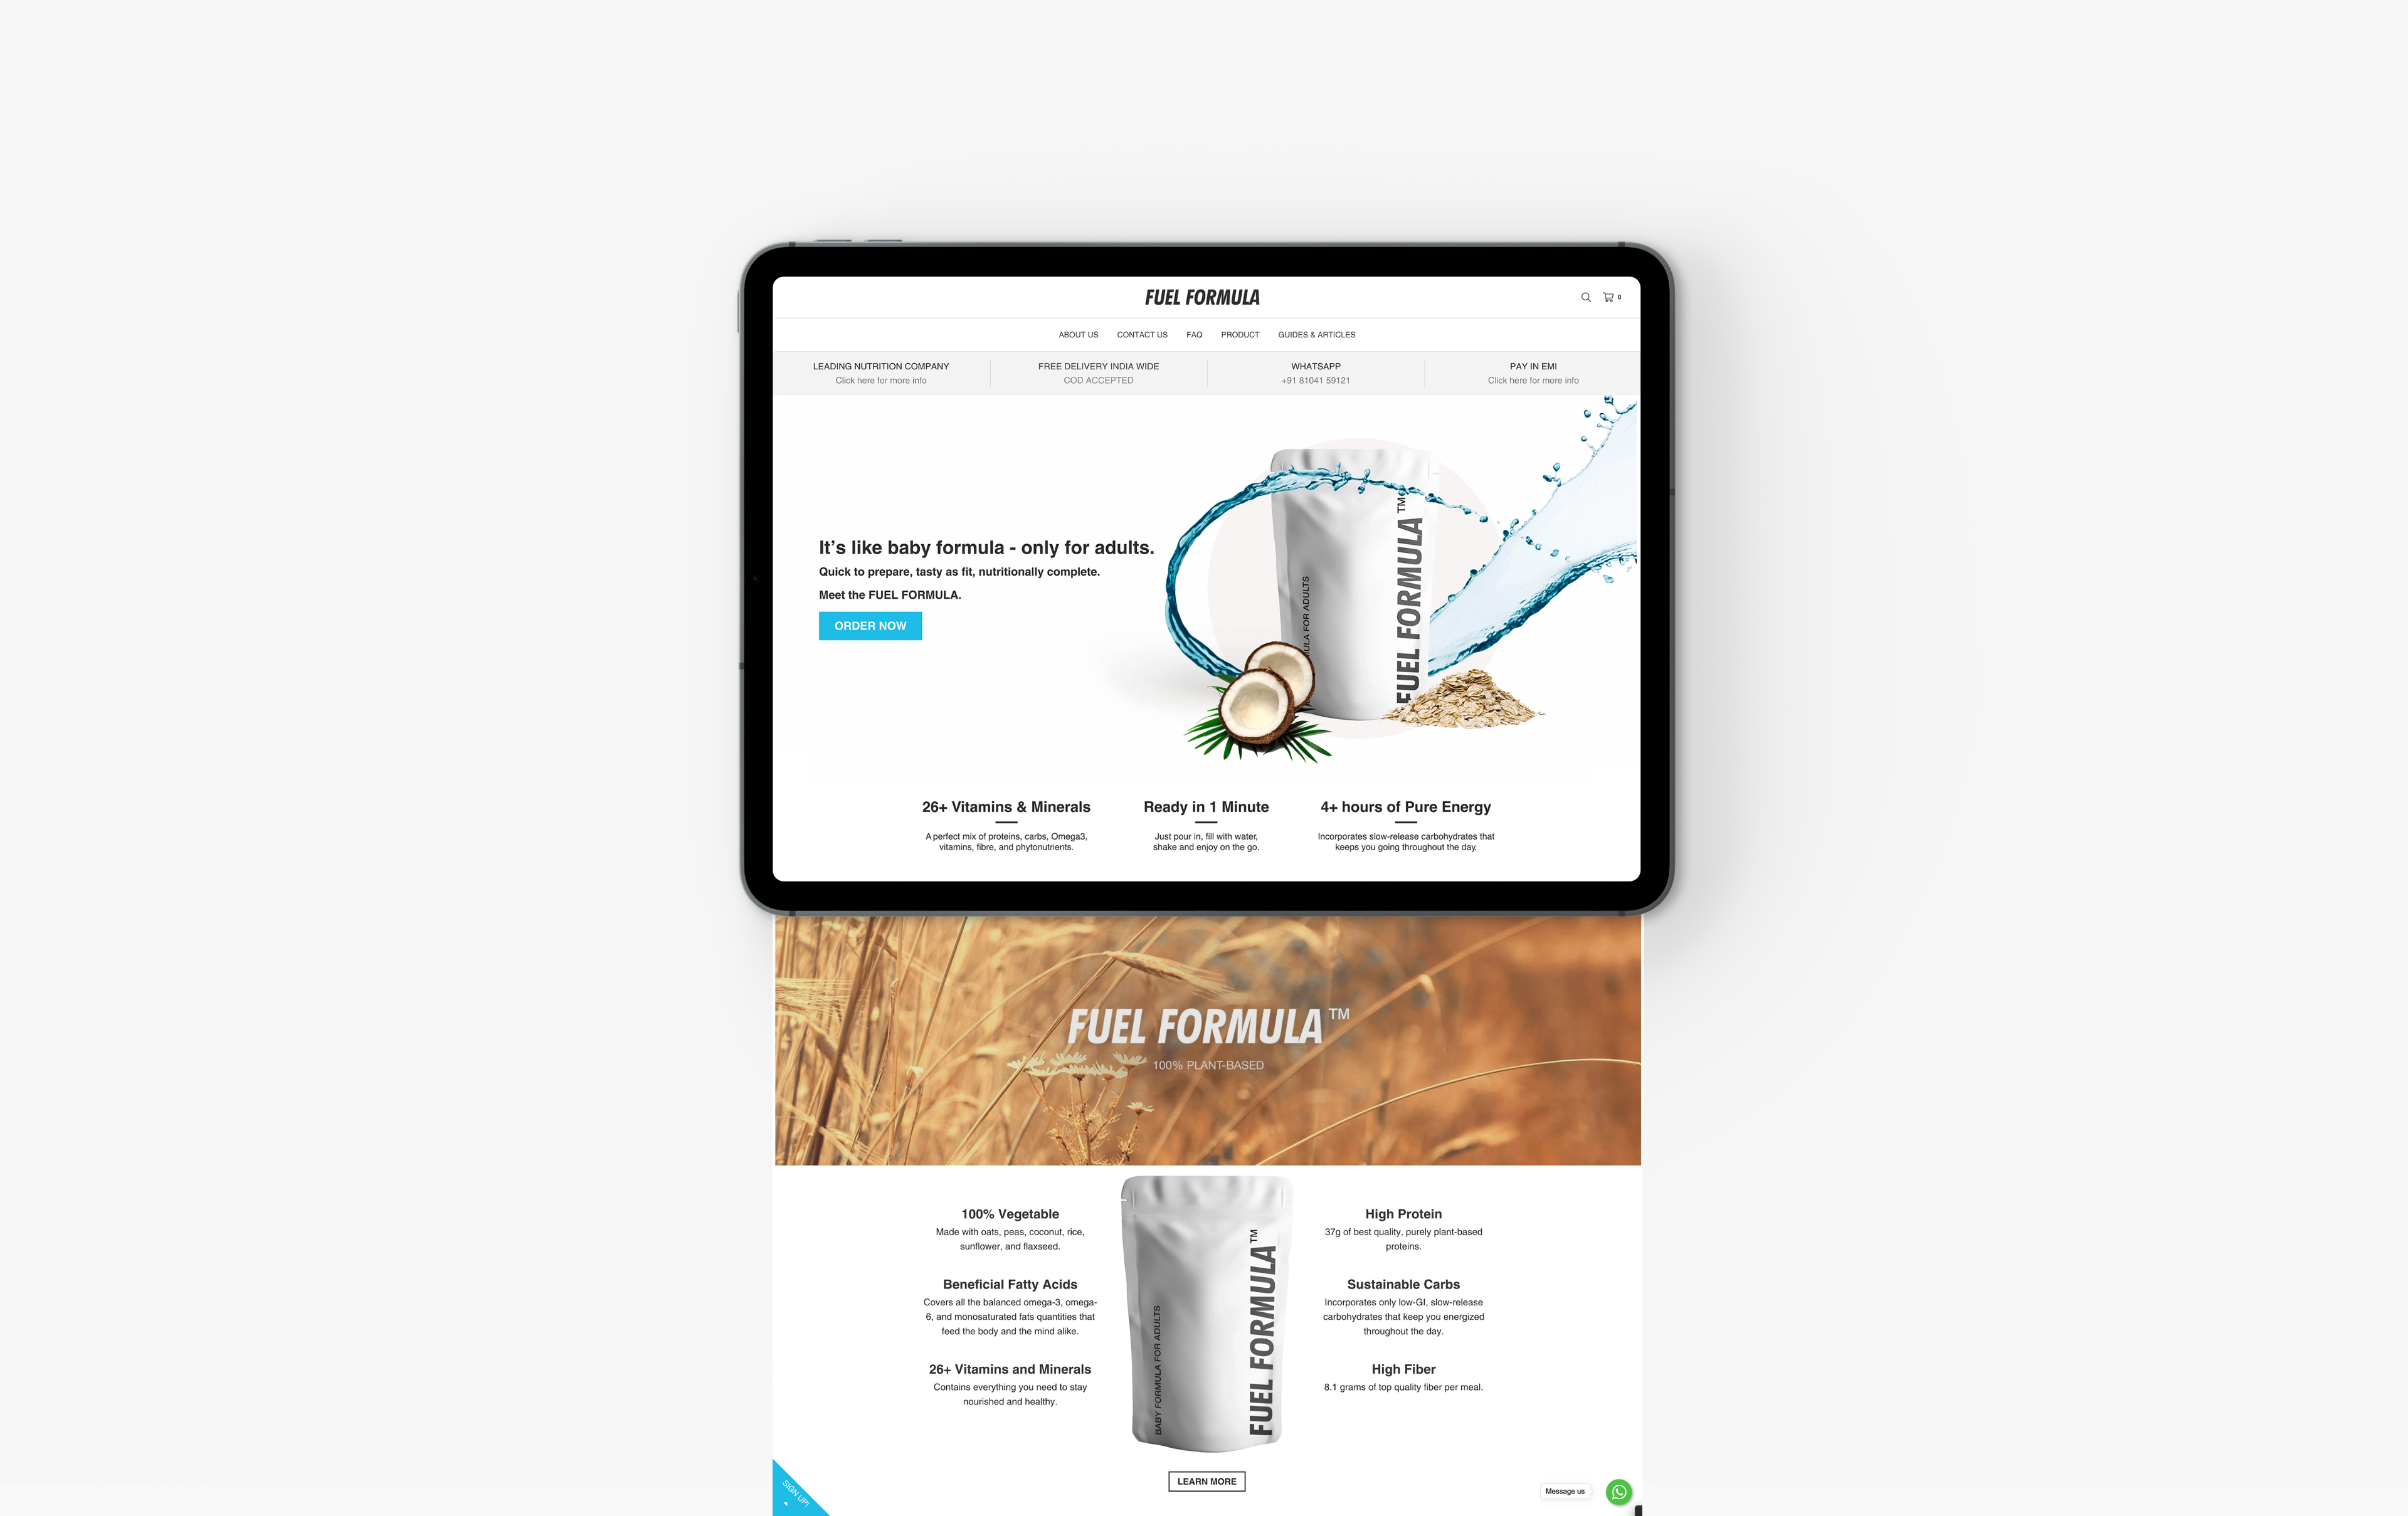 FUEL FORMULA
0
ABOUT US CONTACT US FAQ PRODUCT GUIDES & ARTICLES
LEADING NUTRITION COMPANY
Click here for more info
FREE DELIVERY INDIA WIDE
COD ACCEPTED
WHATSAPP
+91 81041 59121
PAY IN EMI
Click here for more info
It's like baby formula - only for adults.
Quick to prepare, tasty as fit, nutritionally complete.
Meet the FUEL FORMULA.
ORDER NOW
FOR ADULTS
FUEL FORMULA™
26+ Vitamins & Minerals
A perfect mix of proteins, carbs, Omega3,
vitamins, fibre, and phytonutrients.
Ready in 1 Minute
Just pour in, fill with water,
shake and enjoy on the go.
4+ hours of Pure Energy
Incorporates slow-release carbohydrates that
keeps you going throughout the day.
FUEL FORMULA™
100% PLANT-BASED
100% Vegetable
Made with oats, peas, coconut, rice,
sunflower, and flaxseed.
Beneficial Fatty Acids
Covers all the balanced omega-3, omega-
6, and monosaturated fats quantities that
feed the body and the mind alike.
26+ Vitamins and Minerals
Contains everything you need to stay
nourished and healthy.
BABY FORMULA FOR ADULTS
FUEL FORMULA™
High Protein
37g of best quality, purely plant-based
proteins.
Sustainable Carbs
Incorporates only low-GI, slow-release
carbohydrates that keep you energized
throughout the day.
High Fiber
8.1 grams of top quality fiber per meal.
LEARN MORE
SIGN UP!
Message us